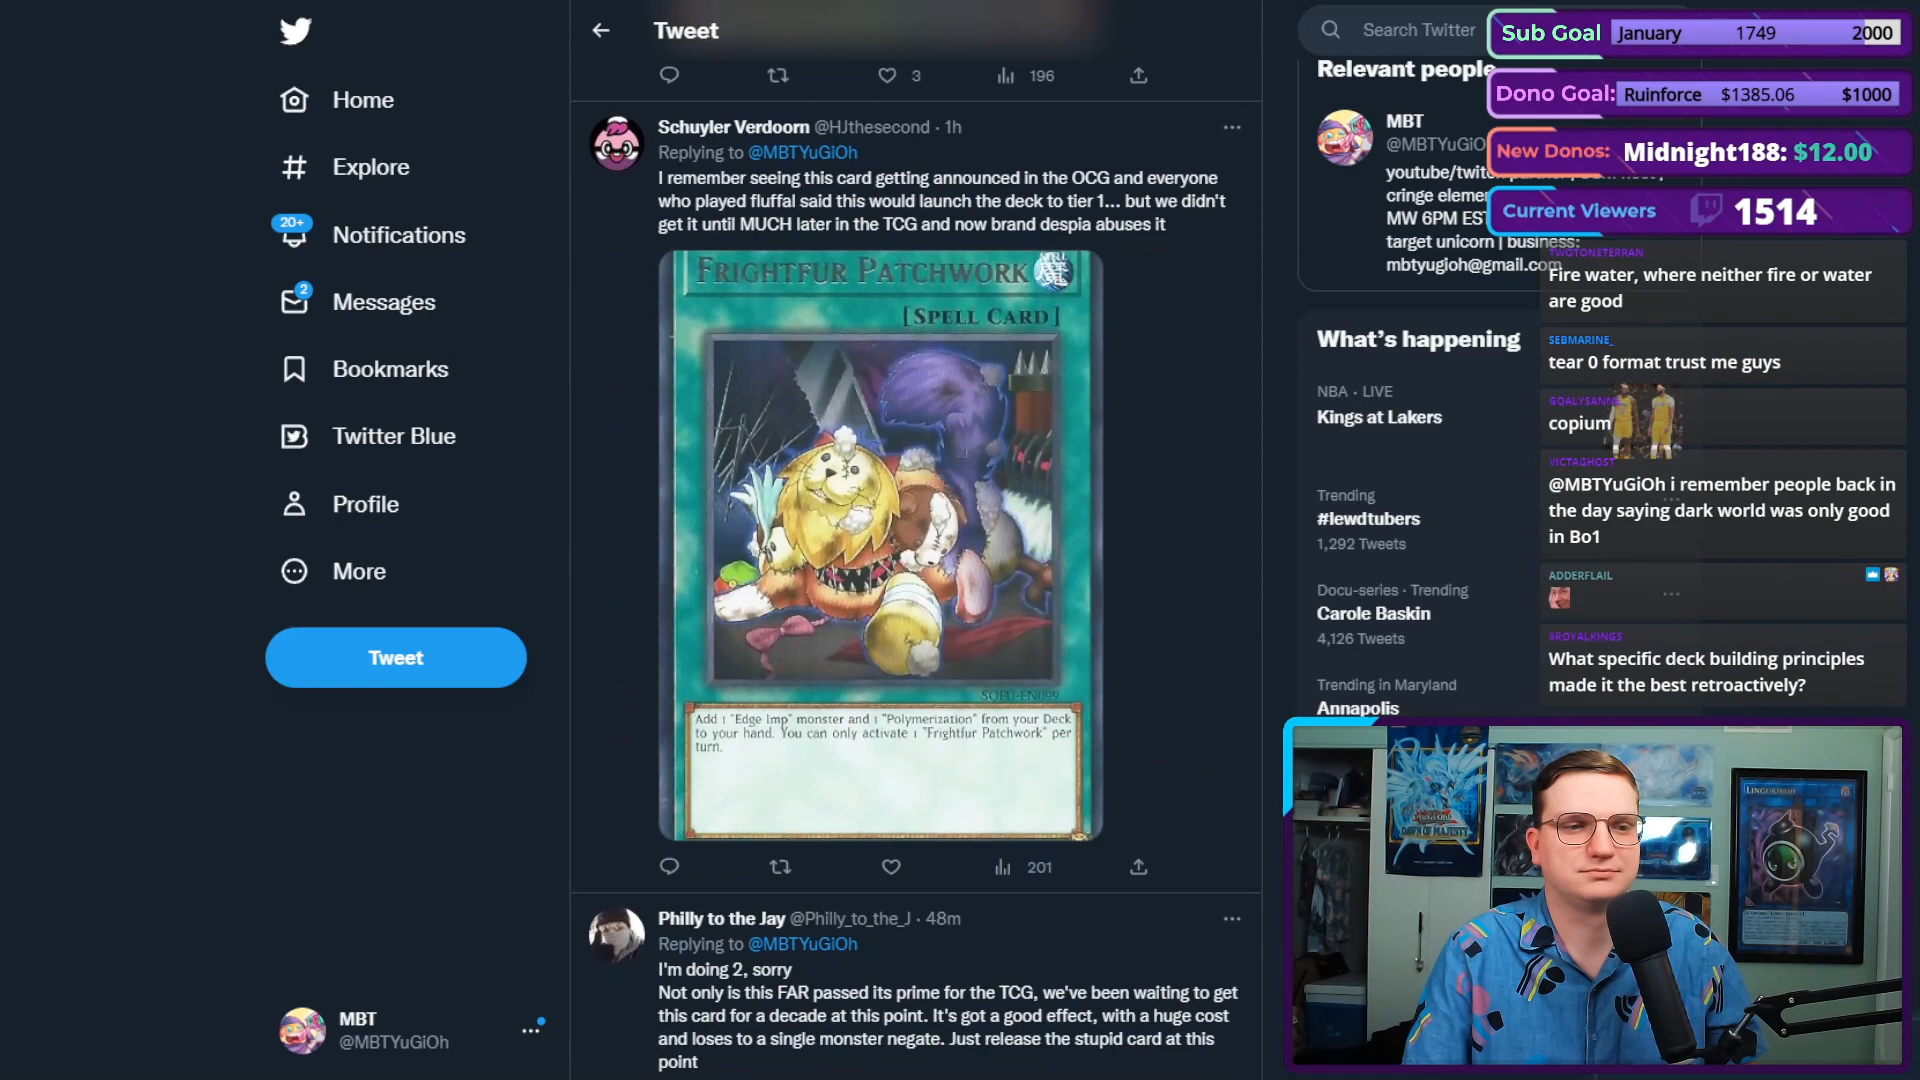 Home
Explore
20+
Notifications
2
Messages
Bookmarks
Twitter Blue
Profile
More
Tweet
MBT
@MBTYuGiOh
Tweet
3
196
Schuyler Verdoorn @HJthesecond · 1h
Replying to @MBTYuGiOh
I remember seeing this card getting announced in the OCG and everyone
who played fluffal said this would launch the deck to tier 1... but we didn't
get it until MUCH later in the TCG and now brand despia abuses it
FRIGHTFUR PATCHWORK
[SPELL CARD]
Add 1 "Edge Imp" monster and 1 "Polymerization" from your Deck
to your hand. You can only activate 1 "Frightfur Patchwork" per
turn.
201
Philly to the Jay @Philly_to_the_J · 48m
Replying to @MBTYuGiOh
I'm doing 2, sorry
Not only is this FAR passed its prime for the TCG, we've been waiting to get
this card for a decade at this point. It's got a good effect, with a huge cost
and loses to a single monster negate. Just release the stupid card at this
point
Search Twitter
Relevant people
MBT
@MBTYuGiO
cringe eleme
MW 6PM EST
target unicorn | business:
mbtyugioh@gmail.com
What's happening
NBA · LIVE
Kings at Lakers
Trending
#lewdtubers
1,292 Tweets
Docu-series · Trending
Carole Baskin
4,126 Tweets
Trending in Maryland
Annapolis
Sub Goal January 1749 2000
Dono Goal: Ruinforce $1385.06 $1000
New Donos: Midnight188: $12.00
Current Viewers 1514
TWOTONETERRAN
Fire water, where neither fire or water
are good
SEBMARINE_
tear 0 format trust me guys
copium
VICTAGHOST
@MBTYuGiOh i remember people back in
the day saying dark world was only good
in Bo1
ADDERFLAIL
6ROYALKINGS
What specific deck building principles
made it the best retroactively?
DAWN OF MAJESTY
LINGURIBOH